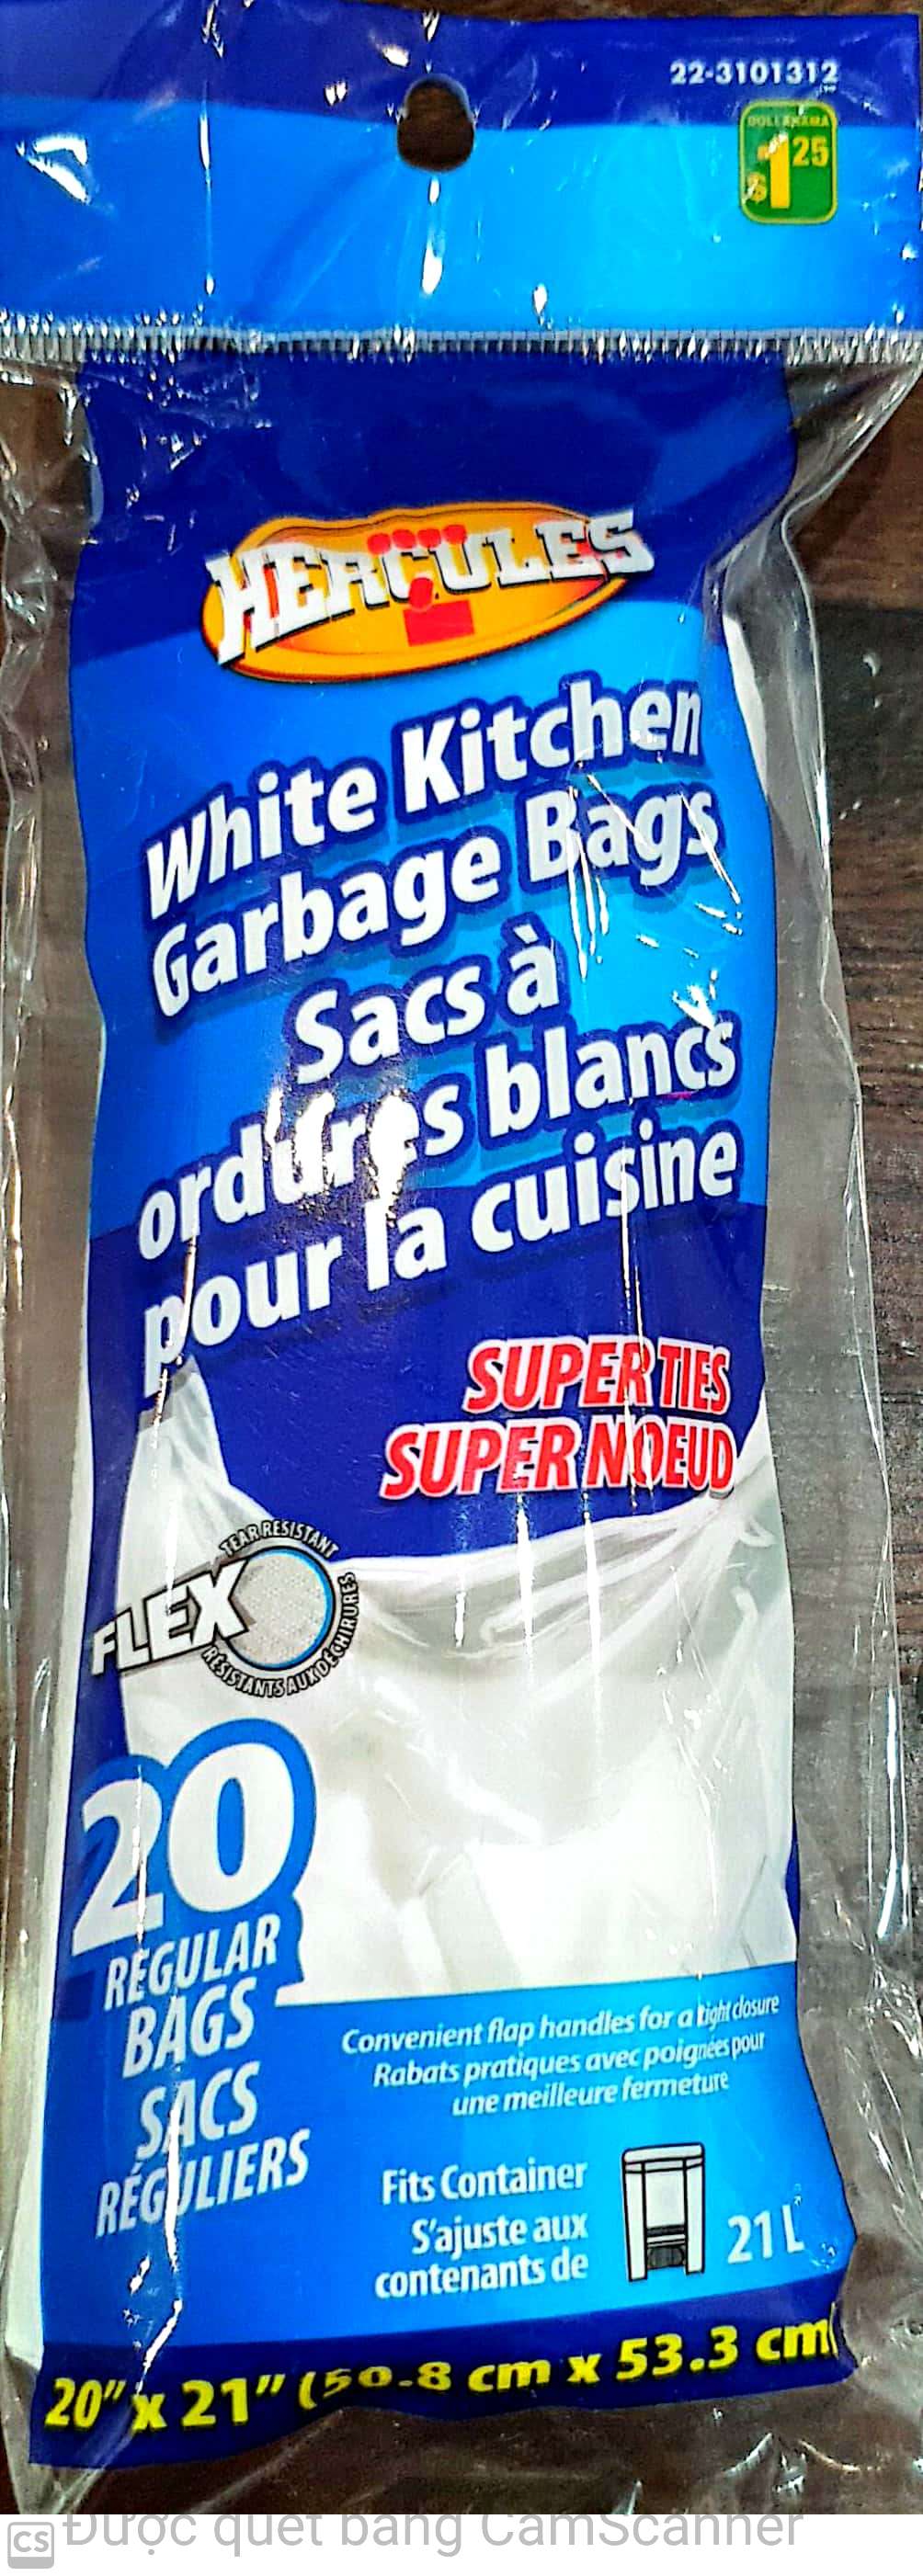 22-3101312
DOLLARAMA
$1.25
HERCULES
White Kitchen
Garbage Bags
Sacs à
ordures blancs
pour la cuisine
SUPER TIES
SUPER NOEUD
TEAR RESISTANT
FLEX
RÉSISTANTS AUX DÉCHIRURES
20
REGULAR
BAGS
SACS
RÉGULIERS
Convenient flap handles for a tight closure
Rabats pratiques avec poignées pour
une meilleure fermeture
Fits Container
S'ajuste aux
contenants de
21 L
20" x 21" (50.8 cm x 53.3 cm)
CS Được quét bằng CamScanner